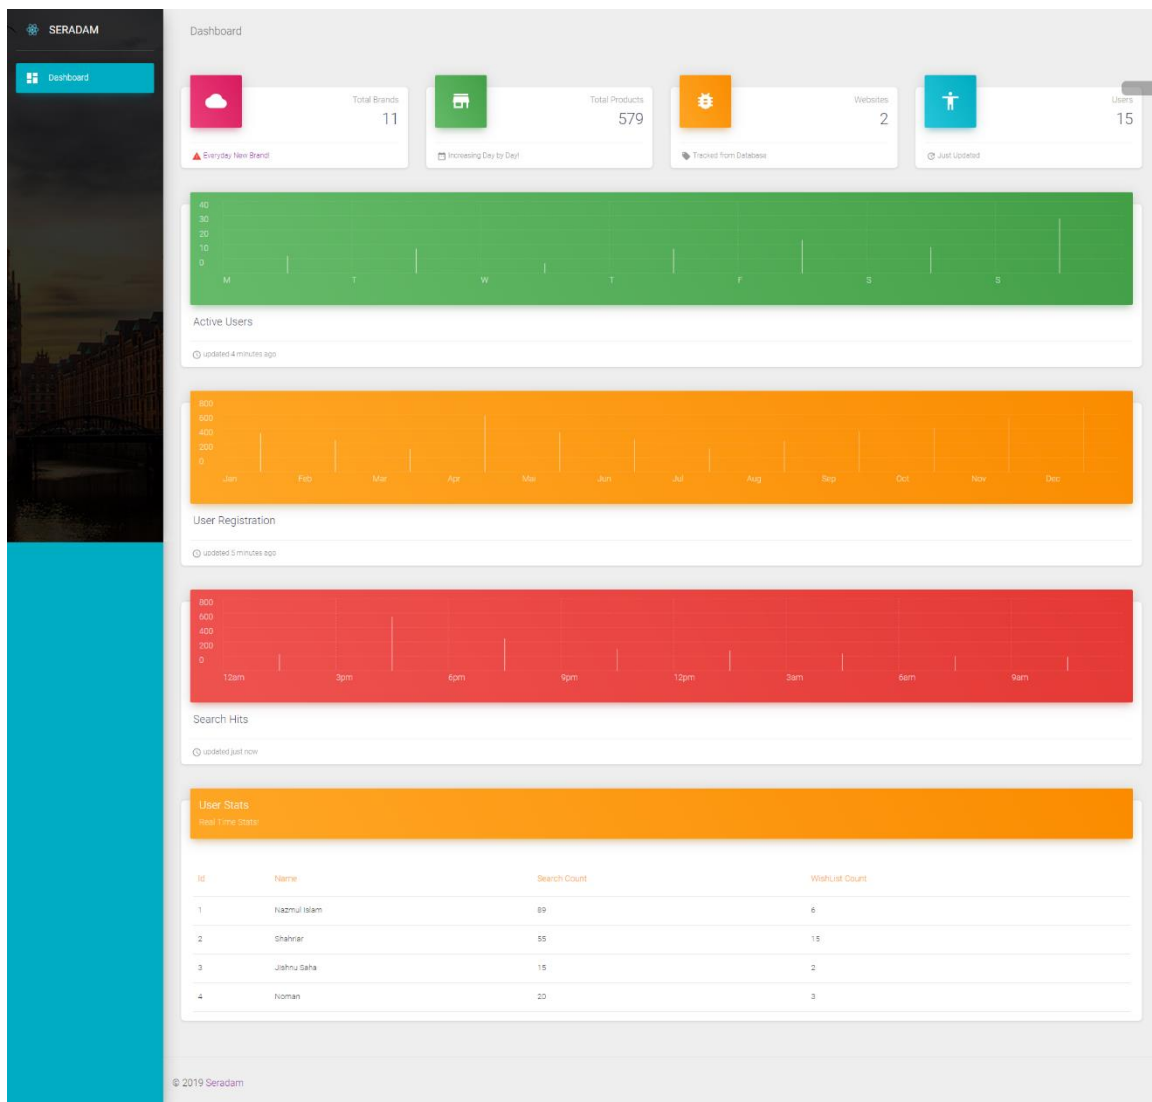 SERADAM
Dashboard
Dashboard
Total Brands
11
Everyday New Brand!
Total Products
579
Increasing Day by Day!
Websites
2
Tracked from Database
Users
15
Just Updated
40
30
20
10
0
M T W T F S S
Active Users
updated 4 minutes ago
800
600
400
200
0
Jan Feb Mar Apr Mai Jun Jul Aug Sep Oct Nov Dec
User Registration
updated 5 minutes ago
800
600
400
200
0
12am 3pm 6pm 9pm 12pm 3am 6am 9am
Search Hits
updated just now
User Stats
Real Time Stats:
Id Name Search Count WishList Count
1 Nazmul Islam 89 6
2 Shahriar 55 15
3 Jishnu Saha 15 2
4 Noman 20 3
© 2019 Seradam